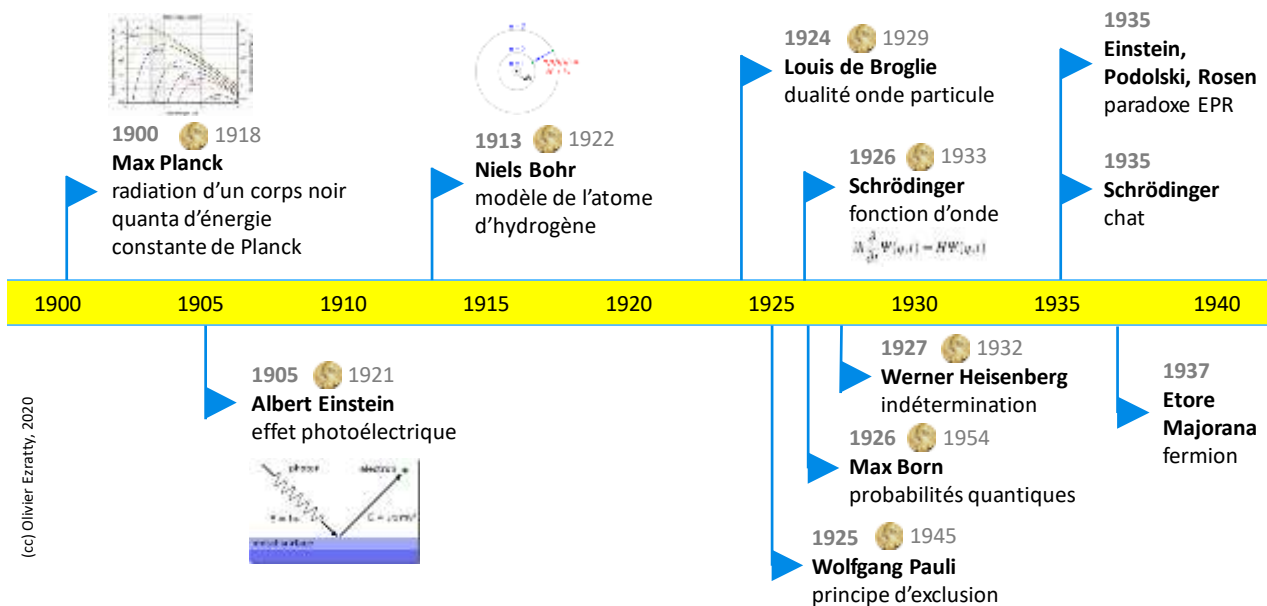 1900 1918
Max Planck
radiation d’un corps noir
quanta d’énergie
constante de Planck
1913 1922
Niels Bohr
modèle de l’atome
d’hydrogène
1924 1929
Louis de Broglie
dualité onde particule
1926 1933
Schrödinger
fonction d’onde
1935
Einstein,
Podolski, Rosen
paradoxe EPR
1935
Schrödinger
chat
1900 1905 1910 1915 1920 1925 1930 1935 1940
1905 1921
Albert Einstein
effet photoélectrique
photon electron
metal surface
1927 1932
Werner Heisenberg
indétermination
1926 1954
Max Born
probabilités quantiques
1925 1945
Wolfgang Pauli
principe d’exclusion
1937
Etore
Majorana
fermion
(cc) Olivier Ezratty, 2020